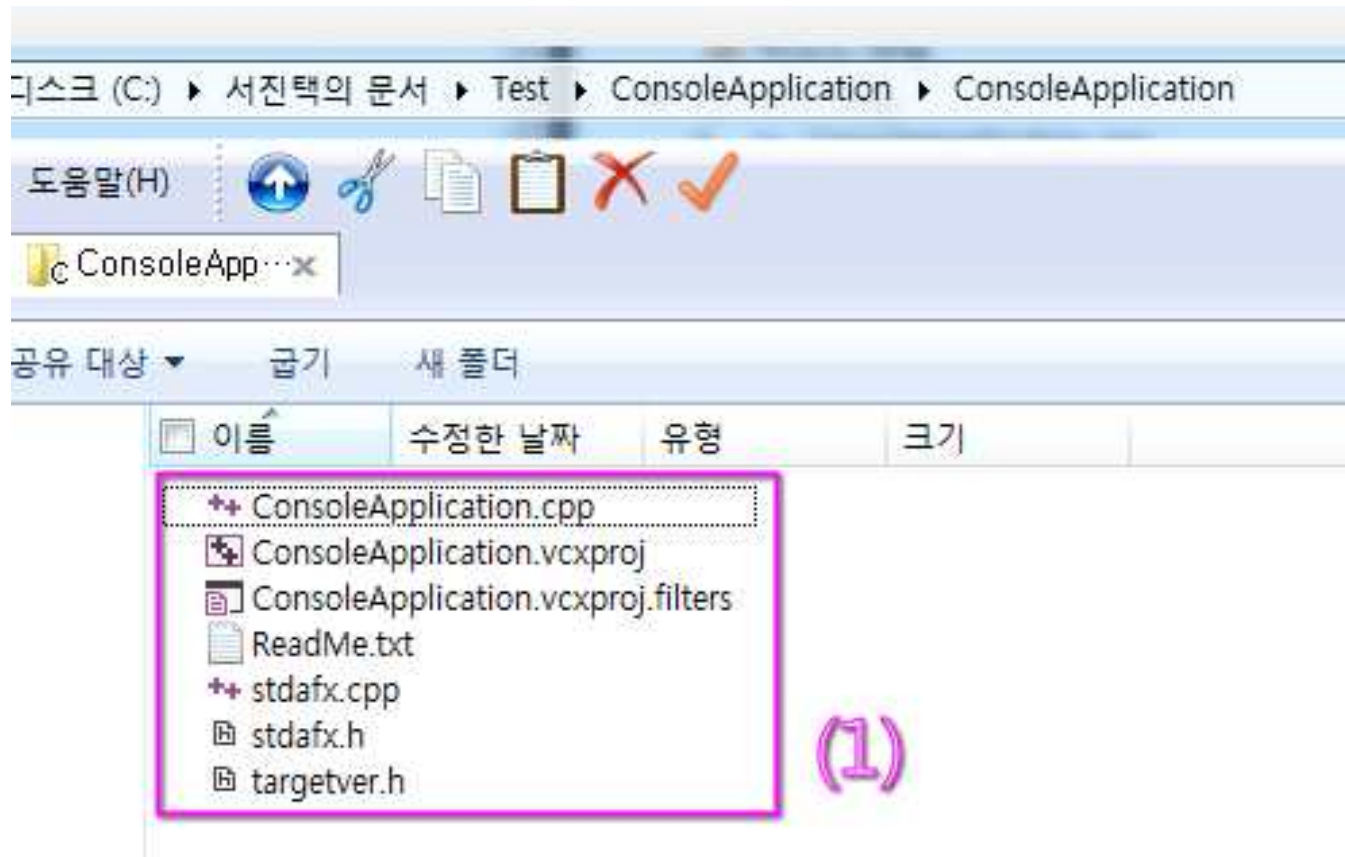 디스크 (C:) ▶ 서진택의 문서 ▶ Test ▶ ConsoleApplication ▶ ConsoleApplication
도움말(H)
ConsoleApp…
공유 대상 ▼ 굽기 새 폴더
이름 수정한 날짜 유형 크기
ConsoleApplication.cpp
ConsoleApplication.vcxproj
ConsoleApplication.vcxproj.filters
ReadMe.txt
stdafx.cpp
stdafx.h
targetver.h
(1)